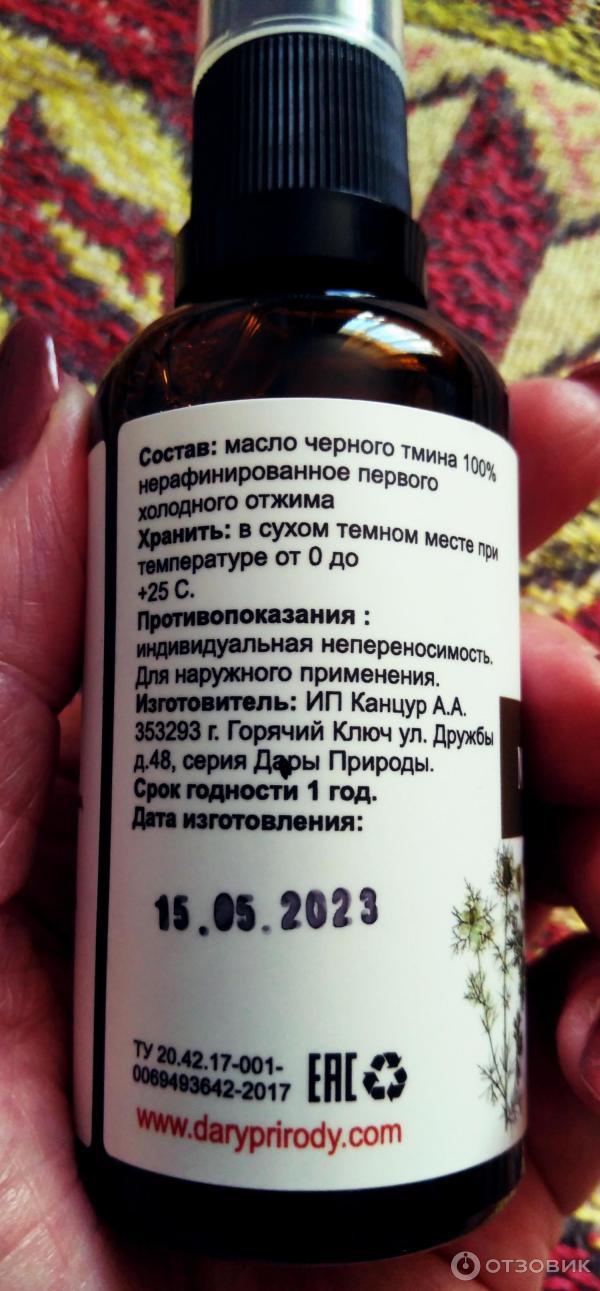 Состав: масло черного тмина 100%
нерафинированное первого
холодного отжима
Хранить: в сухом темном месте при
температуре от 0 до
+25 С.
Противопоказания :
индивидуальная непереносимость.
Для наружного применения.
Изготовитель: ИП Канцур А.А.
353293 г. Горячий Ключ ул. Дружбы
д.48, серия Дары Природы.
Срок годности 1 год.
Дата изготовления:
15.05.2023
ТУ 20.42.17-001-
0069493642-2017
EAC
www.daryprirody.com
ОТЗОВИК